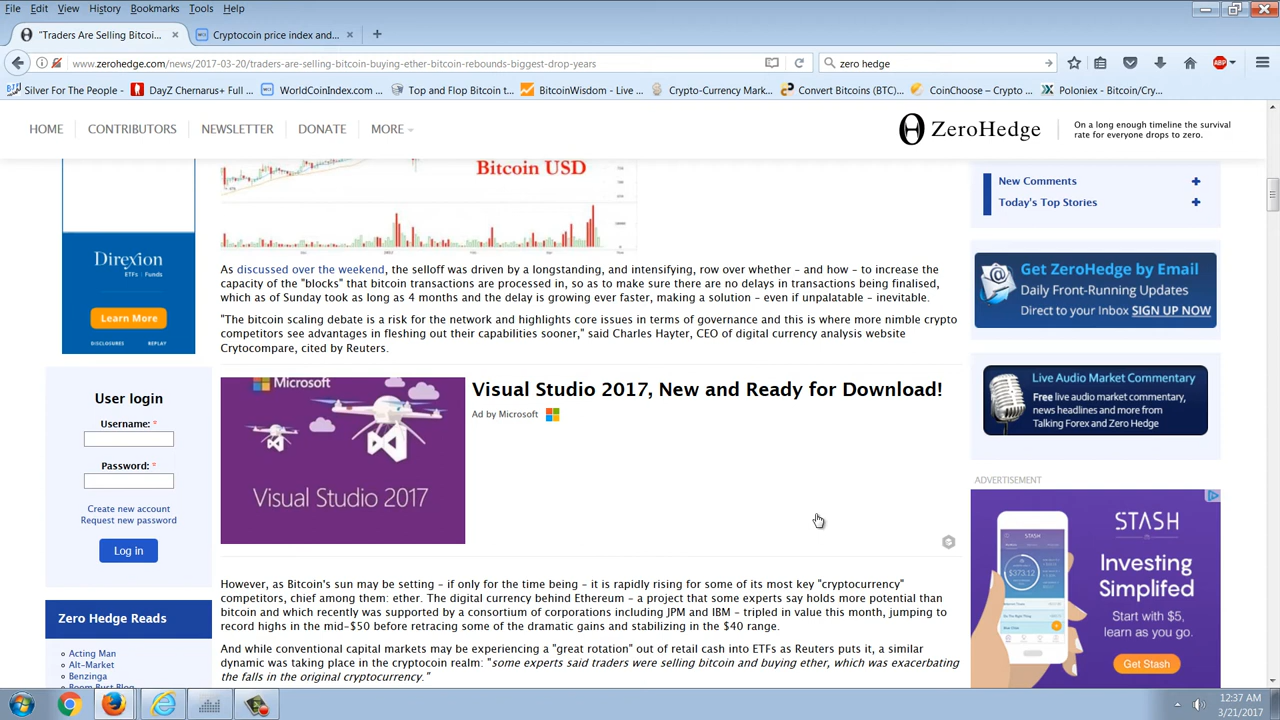 File Edit View History Bookmarks Tools Help
"Traders Are Selling Bitcoi... × Cryptocoin price index and... × +
www.zerohedge.com/news/2017-03-20/traders-are-selling-bitcoin-buying-ether-bitcoin-rebounds-biggest-drop-years
zero hedge
Silver For The People - DayZ Chernarus+ Full ... WorldCoinIndex.com ... Top and Flop Bitcoin t... BitcoinWisdom - Live ... Crypto-Currency Mark... Convert Bitcoins (BTC)... CoinChoose – Crypto ... Poloniex - Bitcoin/Cry...
HOME CONTRIBUTORS NEWSLETTER DONATE MORE
ZeroHedge
On a long enough timeline the survival
rate for everyone drops to zero.
Bitcoin USD
Direxion
ETFs Funds
Learn More
DISCLOSURES REPLAY
As discussed over the weekend, the selloff was driven by a longstanding, and intensifying, row over whether – and how – to increase the
capacity of the "blocks" that bitcoin transactions are processed in, so as to make sure there are no delays in transactions being finalised,
which as of Sunday took as long as 4 months and the delay is growing ever faster, making a solution – even if unpalatable – inevitable.
"The bitcoin scaling debate is a risk for the network and highlights core issues in terms of governance and this is where more nimble crypto
competitors see advantages in fleshing out their capabilities sooner," said Charles Hayter, CEO of digital currency analysis website
Crytocompare, cited by Reuters.
Microsoft
Visual Studio 2017
Visual Studio 2017, New and Ready for Download!
Ad by Microsoft
However, as Bitcoin's sun may be setting – if only for the time being – it is rapidly rising for some of its most key "cryptocurrency"
competitors, chief among them: ether. The digital currency behind Ethereum – a project that some experts say holds more potential than
bitcoin and which recently was supported by a consortium of corporations including JPM and IBM – tripled in value this month, jumping to
record highs in the mid-$50 before retracing some of the dramatic gains and stabilizing in the $40 range.
And while conventional capital markets may be experiencing a "great rotation" out of retail cash into ETFs as Reuters puts it, a similar
dynamic was taking place in the cryptocoin realm: "some experts said traders were selling bitcoin and buying ether, which was exacerbating
the falls in the original cryptocurrency."
User login
Username: *
Password: *
Create new account
Request new password
Log in
Zero Hedge Reads
Acting Man
Alt-Market
Benzinga
Boom Bust Blog
New Comments +
Today's Top Stories +
Get ZeroHedge by Email
Daily Front-Running Updates
Direct to your Inbox SIGN UP NOW
Live Audio Market Commentary
Free live audio market commentary,
news headlines and more from
Talking Forex and Zero Hedge
ADVERTISEMENT
STASH
$373.12
Investing
Simplifed
Start with $5,
learn as you go.
Get Stash
12:37 AM
3/21/2017